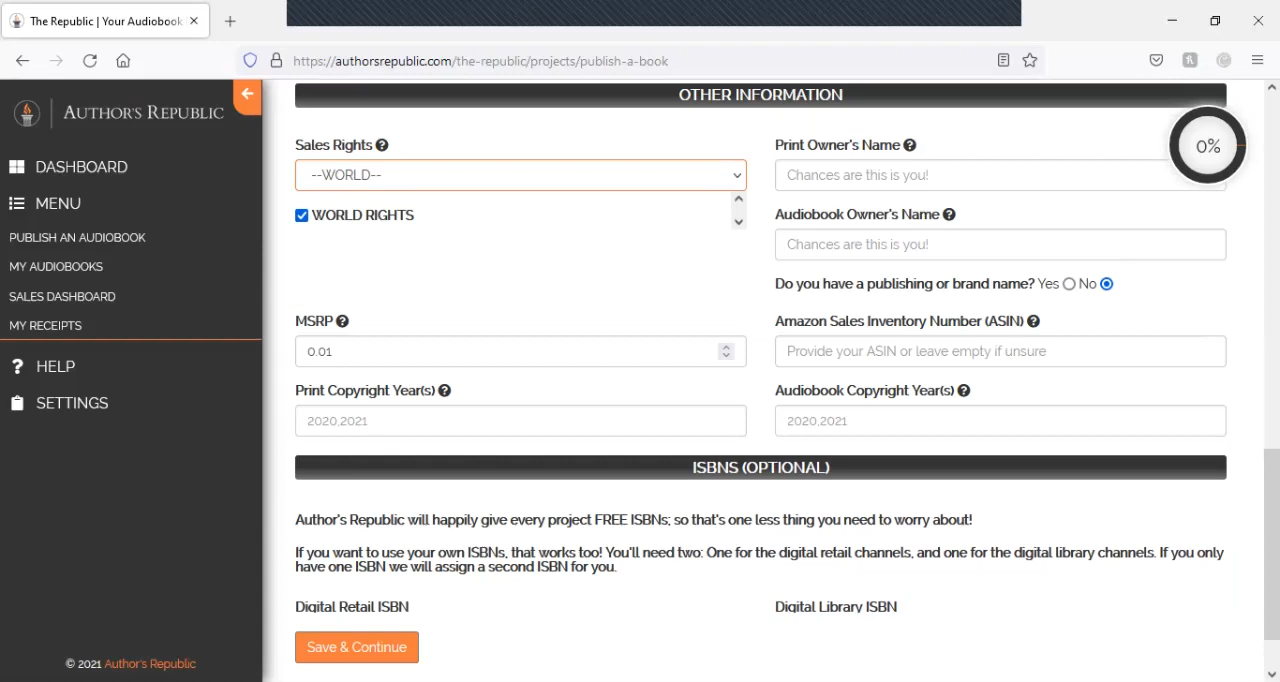 The Republic | Your Audiobook
https://authorsrepublic.com/the-republic/projects/publish-a-book
AUTHOR'S REPUBLIC
DASHBOARD
MENU
PUBLISH AN AUDIOBOOK
MY AUDIOBOOKS
SALES DASHBOARD
MY RECEIPTS
HELP
SETTINGS
© 2021 Author's Republic
OTHER INFORMATION
0%
Sales Rights
--WORLD--
WORLD RIGHTS
Print Owner's Name
Chances are this is you!
Audiobook Owner's Name
Chances are this is you!
Do you have a publishing or brand name? Yes No
MSRP
0.01
Amazon Sales Inventory Number (ASIN)
Provide your ASIN or leave empty if unsure
Print Copyright Year(s)
2020,2021
Audiobook Copyright Year(s)
2020,2021
ISBNS (OPTIONAL)
Author's Republic will happily give every project FREE ISBNs; so that's one less thing you need to worry about!
If you want to use your own ISBNs, that works too! You'll need two: One for the digital retail channels, and one for the digital library channels. If you only
have one ISBN we will assign a second ISBN for you.
Digital Retail ISBN
Digital Library ISBN
Save & Continue